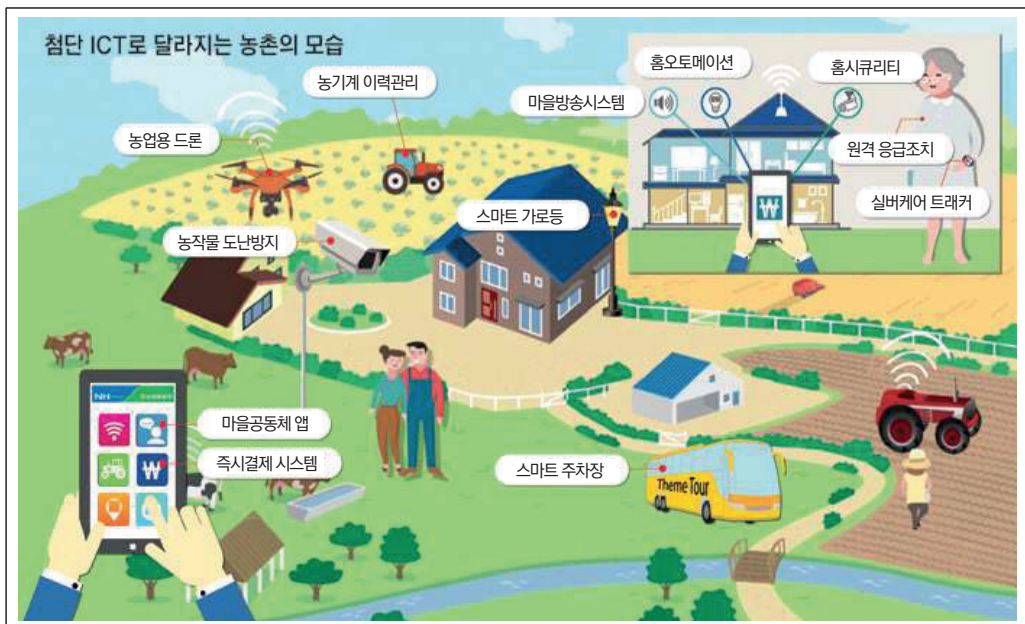 첨단 ICT로 달라지는 농촌의 모습
농기계 이력관리
농업용 드론
농작물 도난방지
스마트 가로등
마을방송시스템
홈오토메이션
홈시큐리티
원격 응급조치
실버케어 트래커
₩
NH
마을공동체 앱
₩
즉시결제 시스템
스마트 주차장
Theme Tour